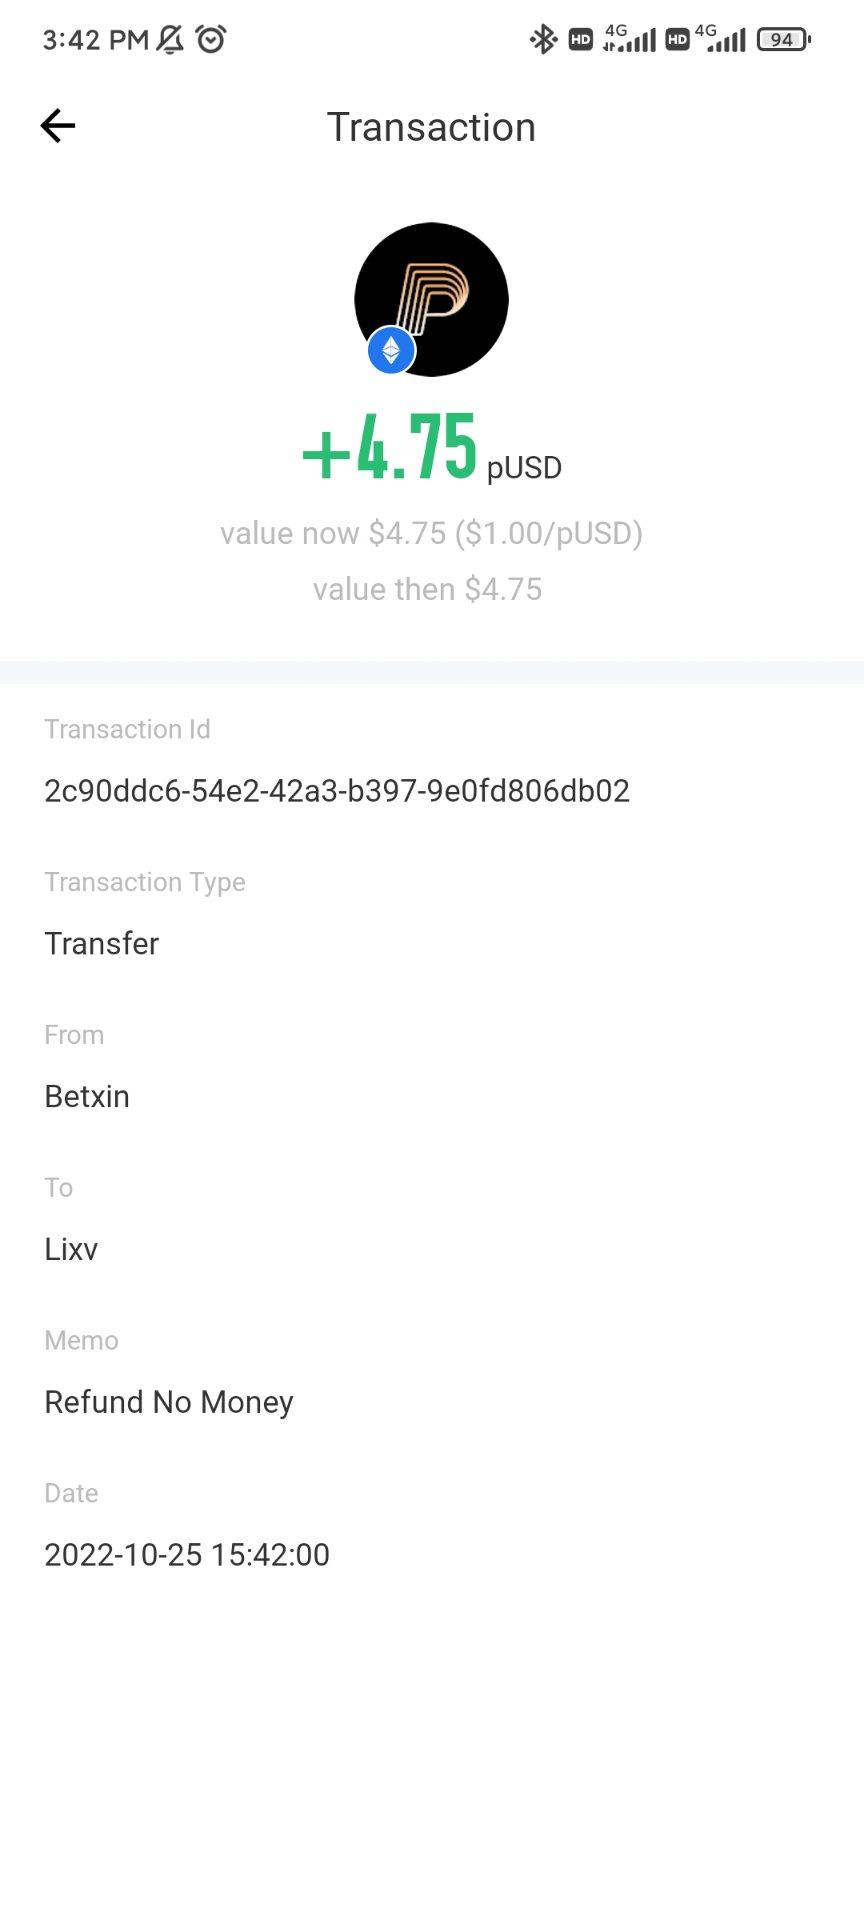 3:42 PM HD 4G HD 4G 94
Transaction
+4.75 pUSD
value now $4.75 ($1.00/pUSD)
value then $4.75
Transaction Id
2c90ddc6-54e2-42a3-b397-9e0fd806db02
Transaction Type
Transfer
From
Betxin
To
Lixv
Memo
Refund No Money
Date
2022-10-25 15:42:00